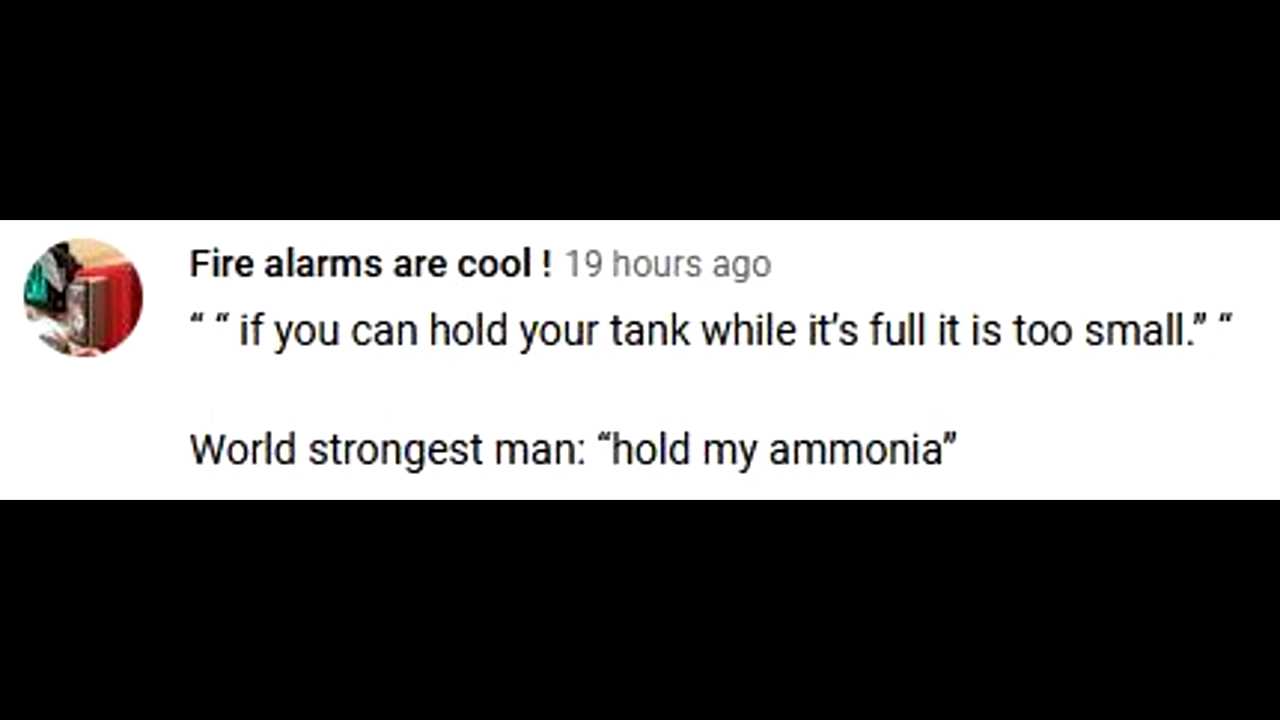 Fire alarms are cool ! 19 hours ago
“ “ if you can hold your tank while it’s full it is too small.” “
World strongest man: “hold my ammonia”